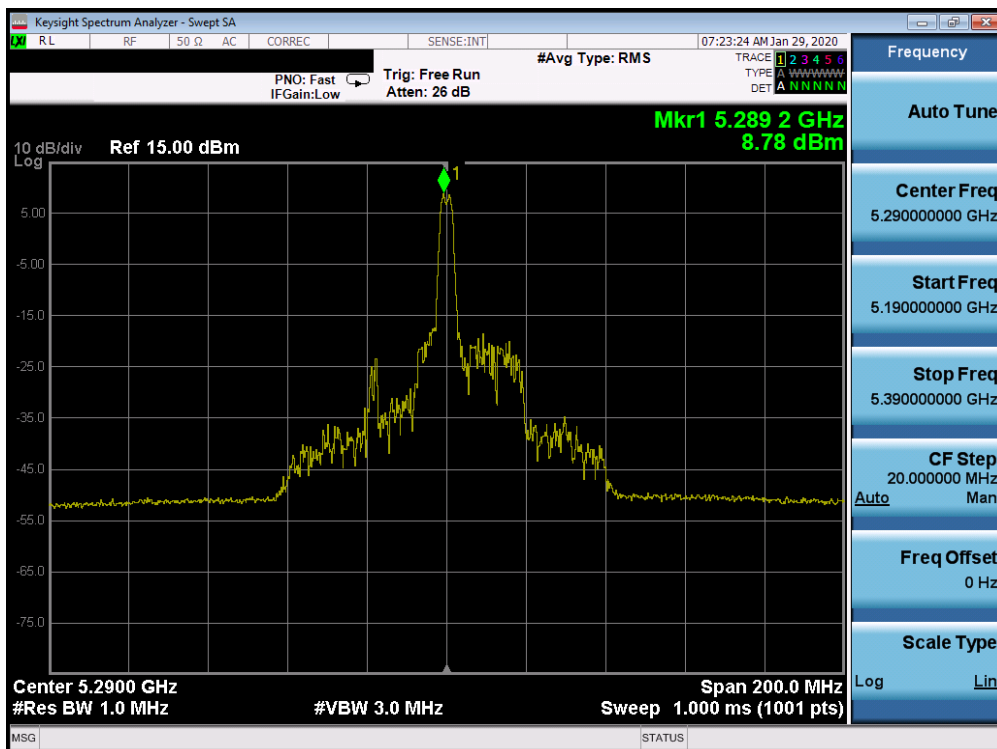 Keysight Spectrum Analyzer - Swept SA
LXI RL RF 50 Ω AC CORREC SENSE:INT 07:23:24 AM Jan 29, 2020
PNO: Fast
IFGain:Low
Trig: Free Run
Atten: 26 dB
#Avg Type: RMS
TRACE 1 2 3 4 5 6
TYPE A WWWWW
DET A N N N N N
Mkr1 5.289 2 GHz
8.78 dBm
10 dB/div
Log
Ref 15.00 dBm
1
5.00
-5.00
-15.0
-25.0
-35.0
-45.0
-55.0
-65.0
-75.0
Center 5.2900 GHz
Span 200.0 MHz
#Res BW 1.0 MHz
#VBW 3.0 MHz
Sweep 1.000 ms (1001 pts)
MSG
STATUS
Frequency
Auto Tune
Center Freq
5.290000000 GHz
Start Freq
5.190000000 GHz
Stop Freq
5.390000000 GHz
CF Step
20.000000 MHz
Auto Man
Freq Offset
0 Hz
Scale Type
Log Lin